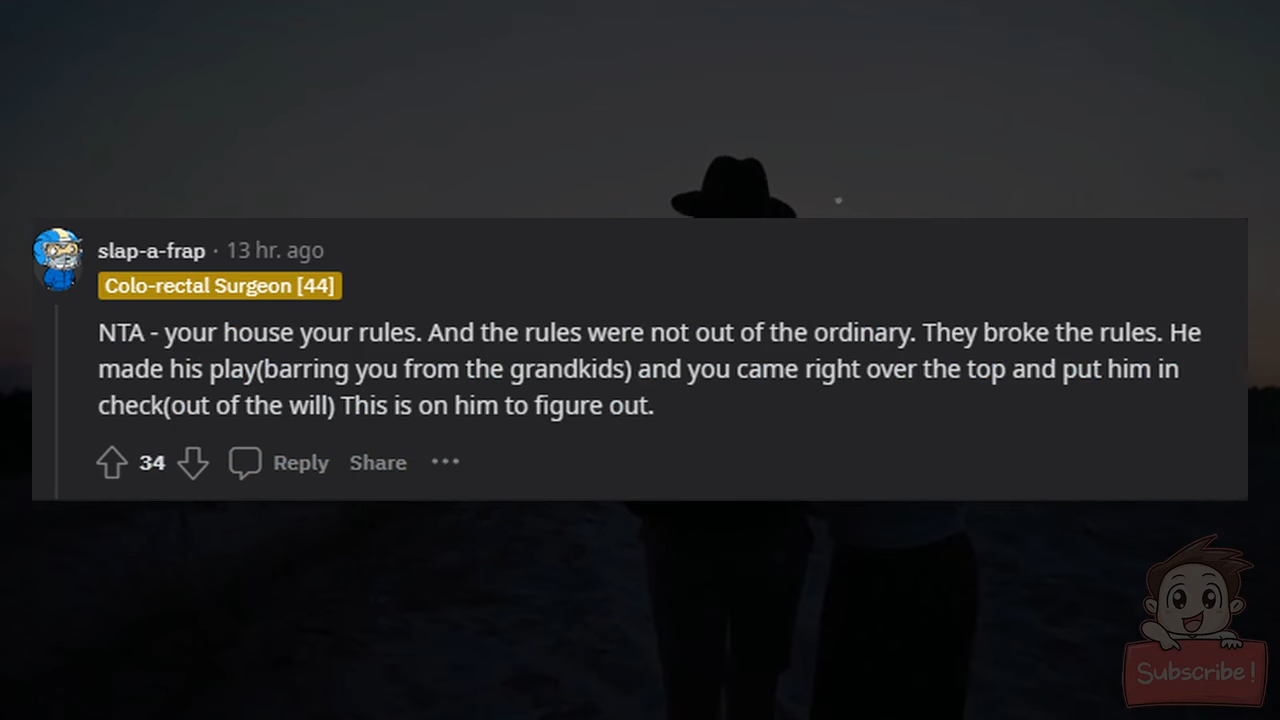 slap-a-frap · 13 hr. ago
Colo-rectal Surgeon [44]
NTA - your house your rules. And the rules were not out of the ordinary. They broke the rules. He
made his play(barring you from the grandkids) and you came right over the top and put him in
check(out of the will) This is on him to figure out.
34 Reply Share ···
Subscribe!